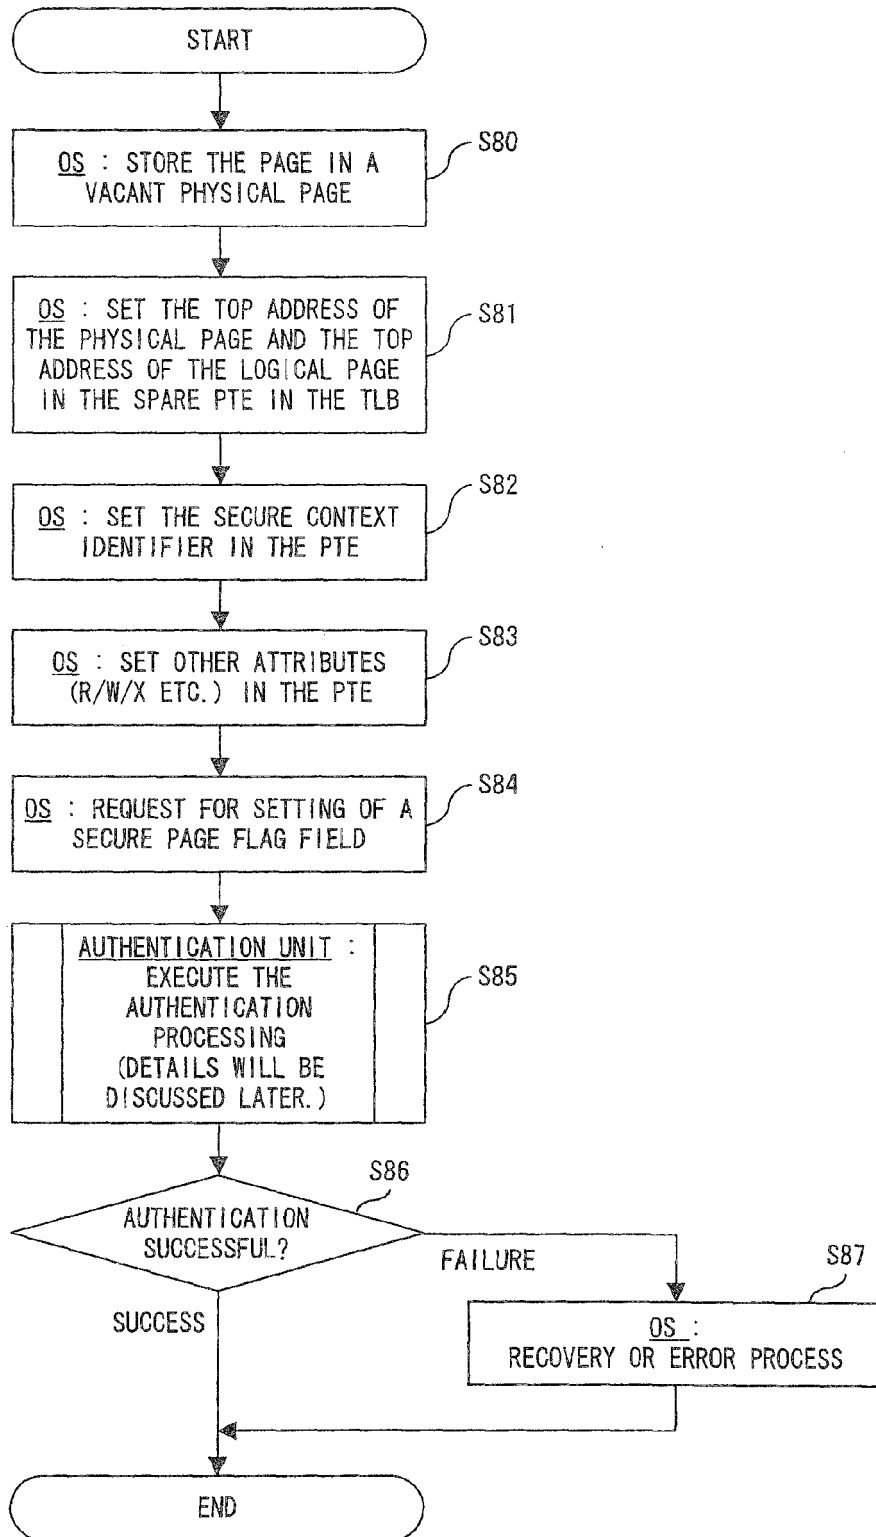 START
S80
OS : STORE THE PAGE IN A
VACANT PHYSICAL PAGE
S81
OS : SET THE TOP ADDRESS OF
THE PHYSICAL PAGE AND THE TOP
ADDRESS OF THE LOGICAL PAGE
IN THE SPARE PTE IN THE TLB
S82
OS : SET THE SECURE CONTEXT
IDENTIFIER IN THE PTE
S83
OS : SET OTHER ATTRIBUTES
(R/W/X ETC.) IN THE PTE
S84
OS : REQUEST FOR SETTING OF A
SECURE PAGE FLAG FIELD
S85
AUTHENTICATION UNIT :
EXECUTE THE
AUTHENTICATION
PROCESSING
(DETAILS WILL BE
DISCUSSED LATER.)
S86
AUTHENTICATION
SUCCESSFUL?
FAILURE
SUCCESS
S87
OS :
RECOVERY OR ERROR PROCESS
END